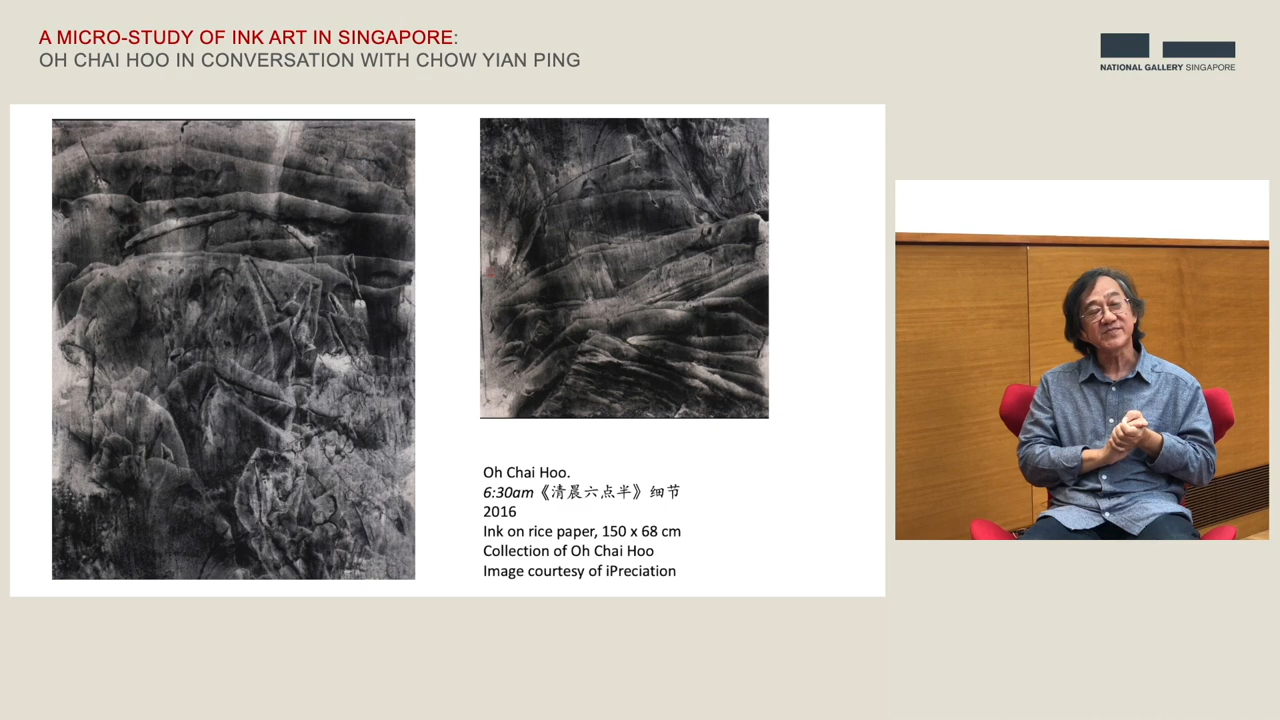 A MICRO-STUDY OF INK ART IN SINGAPORE:
OH CHAI HOO IN CONVERSATION WITH CHOW YIAN PING
NATIONAL GALLERY SINGAPORE
Oh Chai Hoo.
6:30am《清晨六点半》细节
2016
Ink on rice paper, 150 x 68 cm
Collection of Oh Chai Hoo
Image courtesy of iPreciation